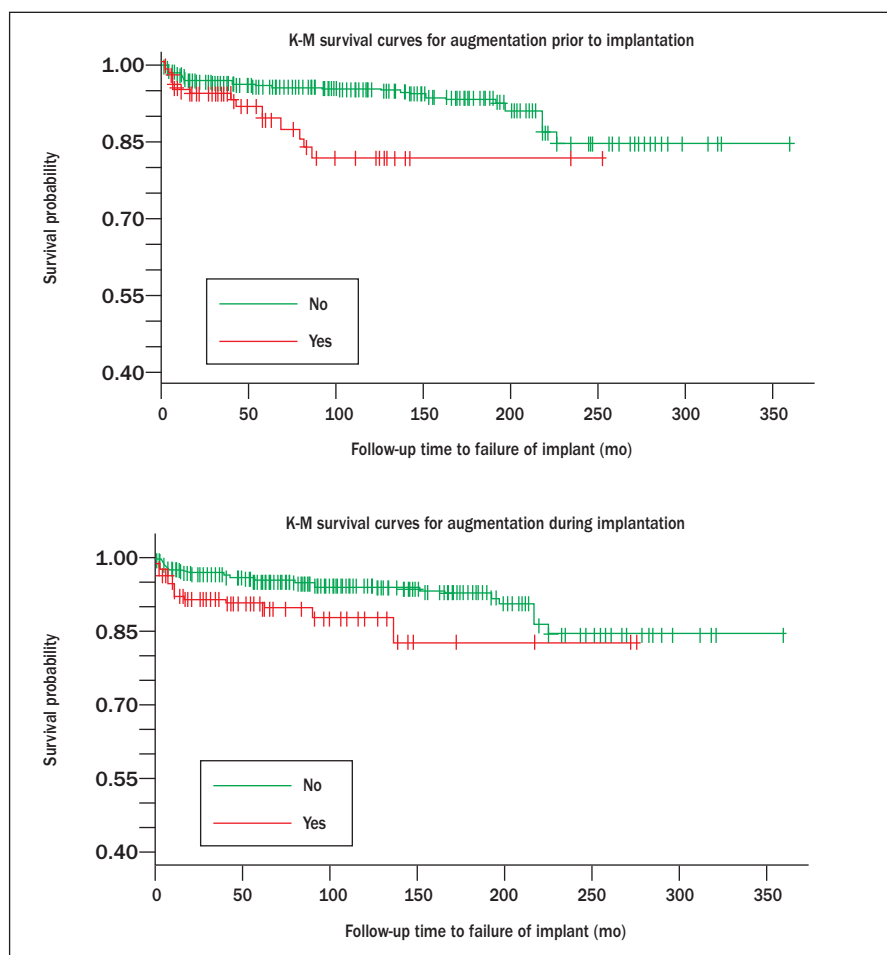 K-M survival curves for augmentation prior to implantation
1.00
0.85
0.70
0.55
0.40
Survival probability
No
Yes
0 50 100 150 200 250 300 350
Follow-up time to failure of implant (mo)
K-M survival curves for augmentation during implantation
1.00
0.85
0.70
0.55
0.40
Survival probability
No
Yes
0 50 100 150 200 250 300 350
Follow-up time to failure of implant (mo)